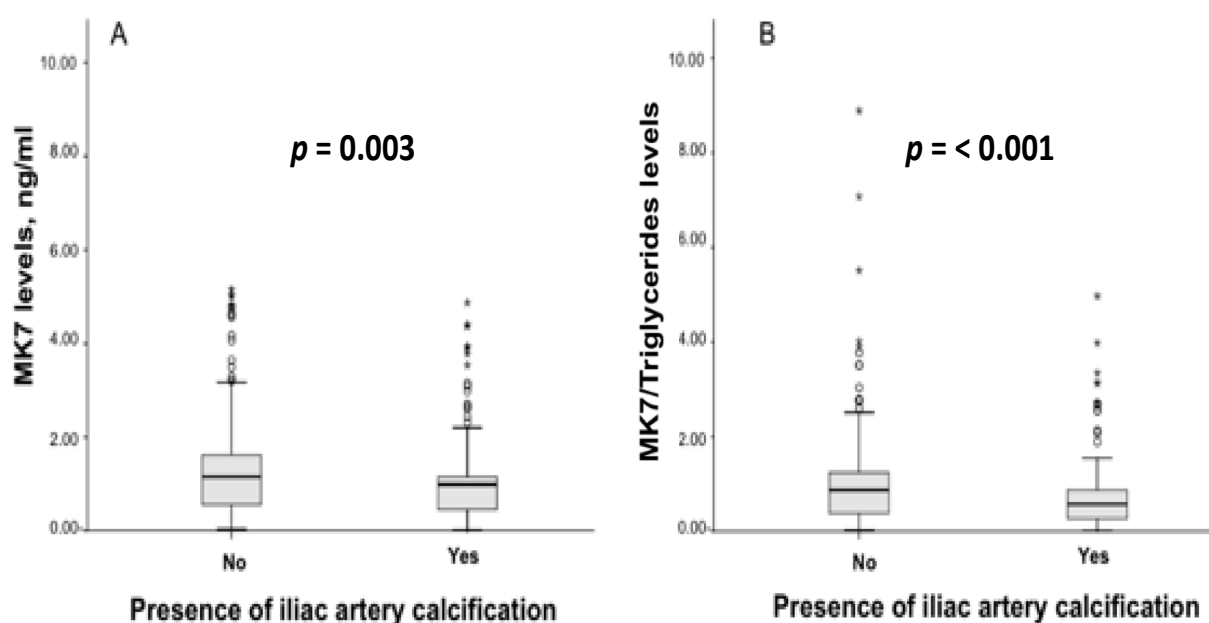 A
MK7 levels, ng/ml
10.00
8.00
6.00
4.00
2.00
0.00
p = 0.003
No
Yes
Presence of iliac artery calcification
B
MK7/Triglycerides levels
10.00
8.00
6.00
4.00
2.00
0.00
p = < 0.001
No
Yes
Presence of iliac artery calcification